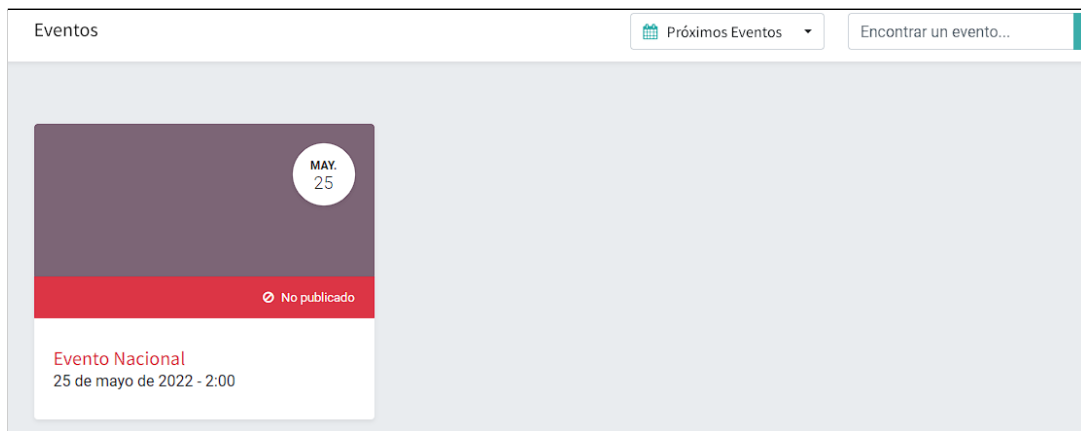 Eventos
Próximos Eventos
Encontrar un evento...
MAY.
25
No publicado
Evento Nacional
25 de mayo de 2022 - 2:00